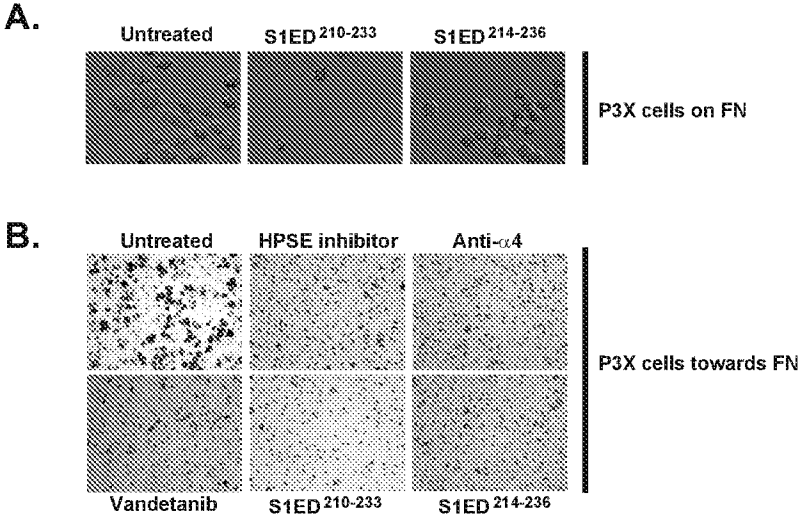 A.
Untreated S1ED210-233 S1ED214-236
P3X cells on FN
B.
Untreated HPSE inhibitor Anti-α4
P3X cells towards FN
Vandetanib S1ED210-233 S1ED214-236